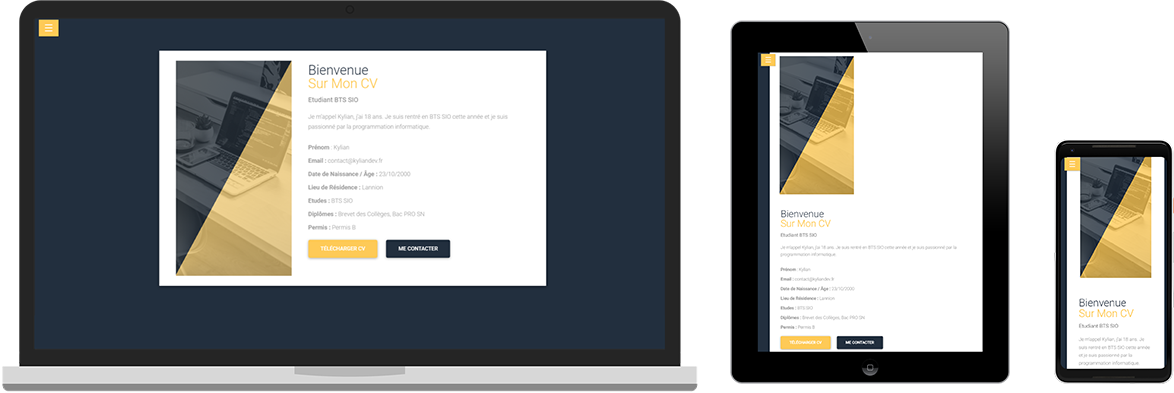 Bienvenue
Sur Mon CV
Etudiant BTS SIO
Je m'appel Kylian, j'ai 18 ans. Je suis rentré en BTS SIO cette année et je suis
passionné par la programmation informatique.
Prénom : Kylian
Email : contact@kyliandev.fr
Date de Naissance / Âge : 23/10/2000
Lieu de Résidence : Lannion
Etudes : BTS SIO
Diplômes : Brevet des Collèges, Bac PRO SN
Permis : Permis B
TÉLÉCHARGER CV
ME CONTACTER
Bienvenue
Sur Mon CV
Etudiant BTS SIO
Je m'appel Kylian, j'ai 18 ans. Je suis rentré en BTS SIO cette année et je suis passionné par la
programmation informatique.
Prénom : Kylian
Email : contact@kyliandev.fr
Date de Naissance / Âge : 23/10/2000
Lieu de Résidence : Lannion
Etudes : BTS SIO
Diplômes : Brevet des Collèges, Bac PRO SN
Permis : Permis B
TÉLÉCHARGER CV
ME CONTACTER
Bienvenue
Sur Mon CV
Etudiant BTS SIO
Je m'appel Kylian, j'ai 18 ans. Je
suis rentré en BTS SIO cette année
et je suis passionné par la
programmation informatique.